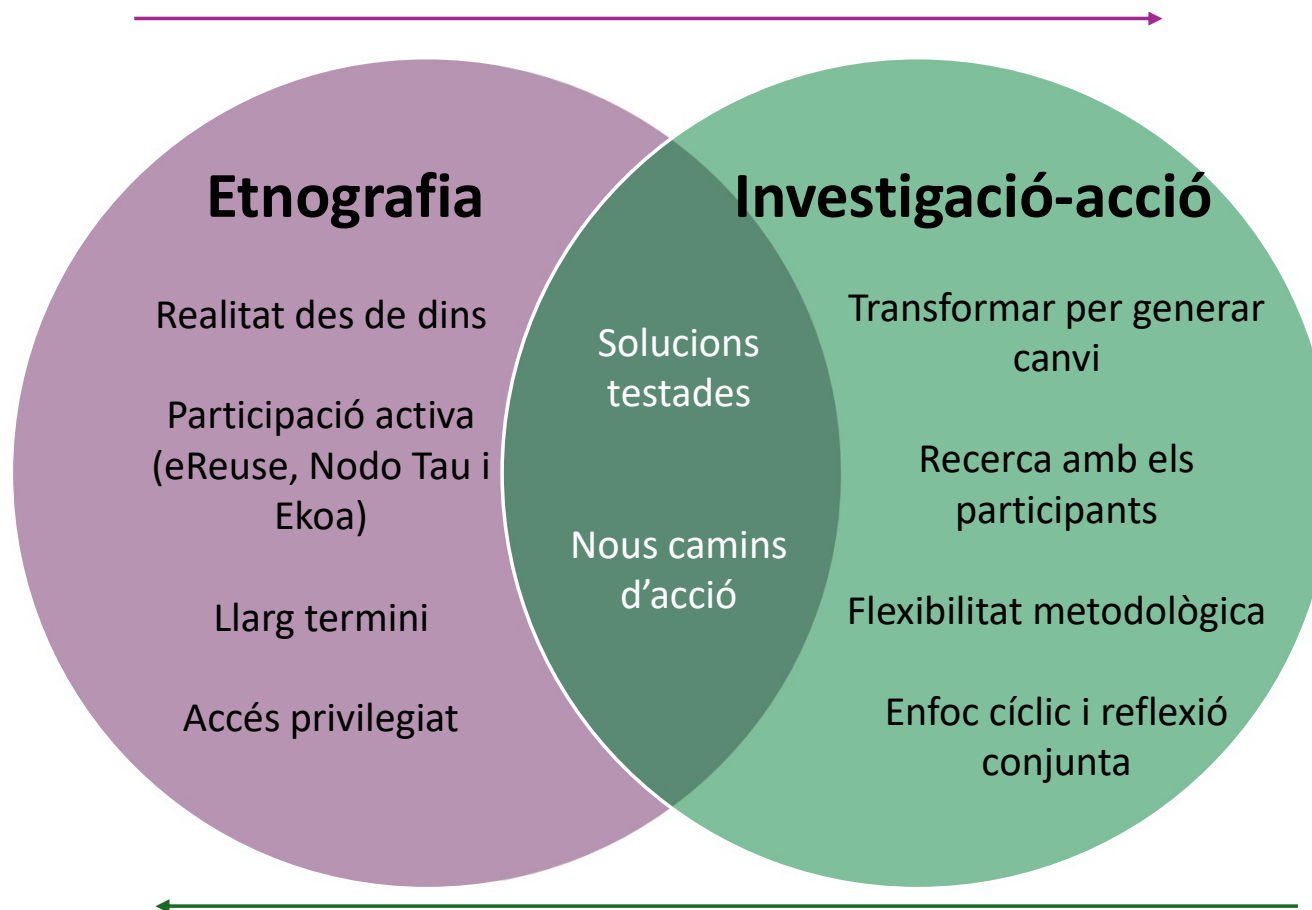 Etnografia
Realitat des de dins
Participació activa
(eReuse, Nodo Tau i
Ekoa)
Llarg termini
Accés privilegiat
Solucions
testades
Nous camins
d’acció
Investigació-acció
Transformar per generar
canvi
Recerca amb els
participants
Flexibilitat metodològica
Enfoc cíclic i reflexió
conjunta